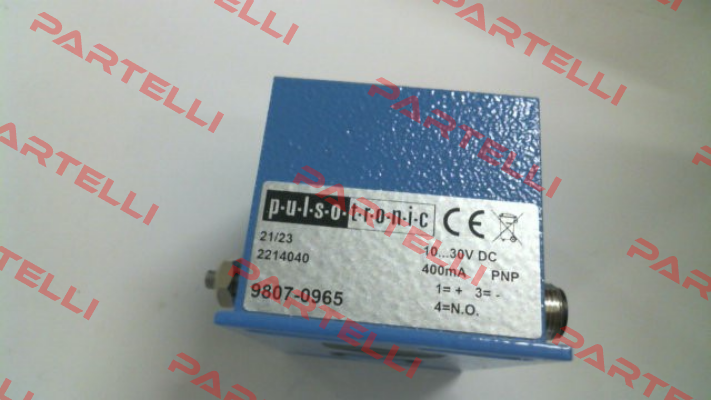 p·u·l·s·o·t·r·o·n·i·c CE
21/23
2214040
9807-0965
10...30V DC
400mA PNP
1= + 3= -
4=N.O.
PARTELLI
PARTELLI
PARTELLI
PARTELLI
PARTELLI
PARTELLI
PARTELLI
PARTELLI
PARTELLI
PARTELLI